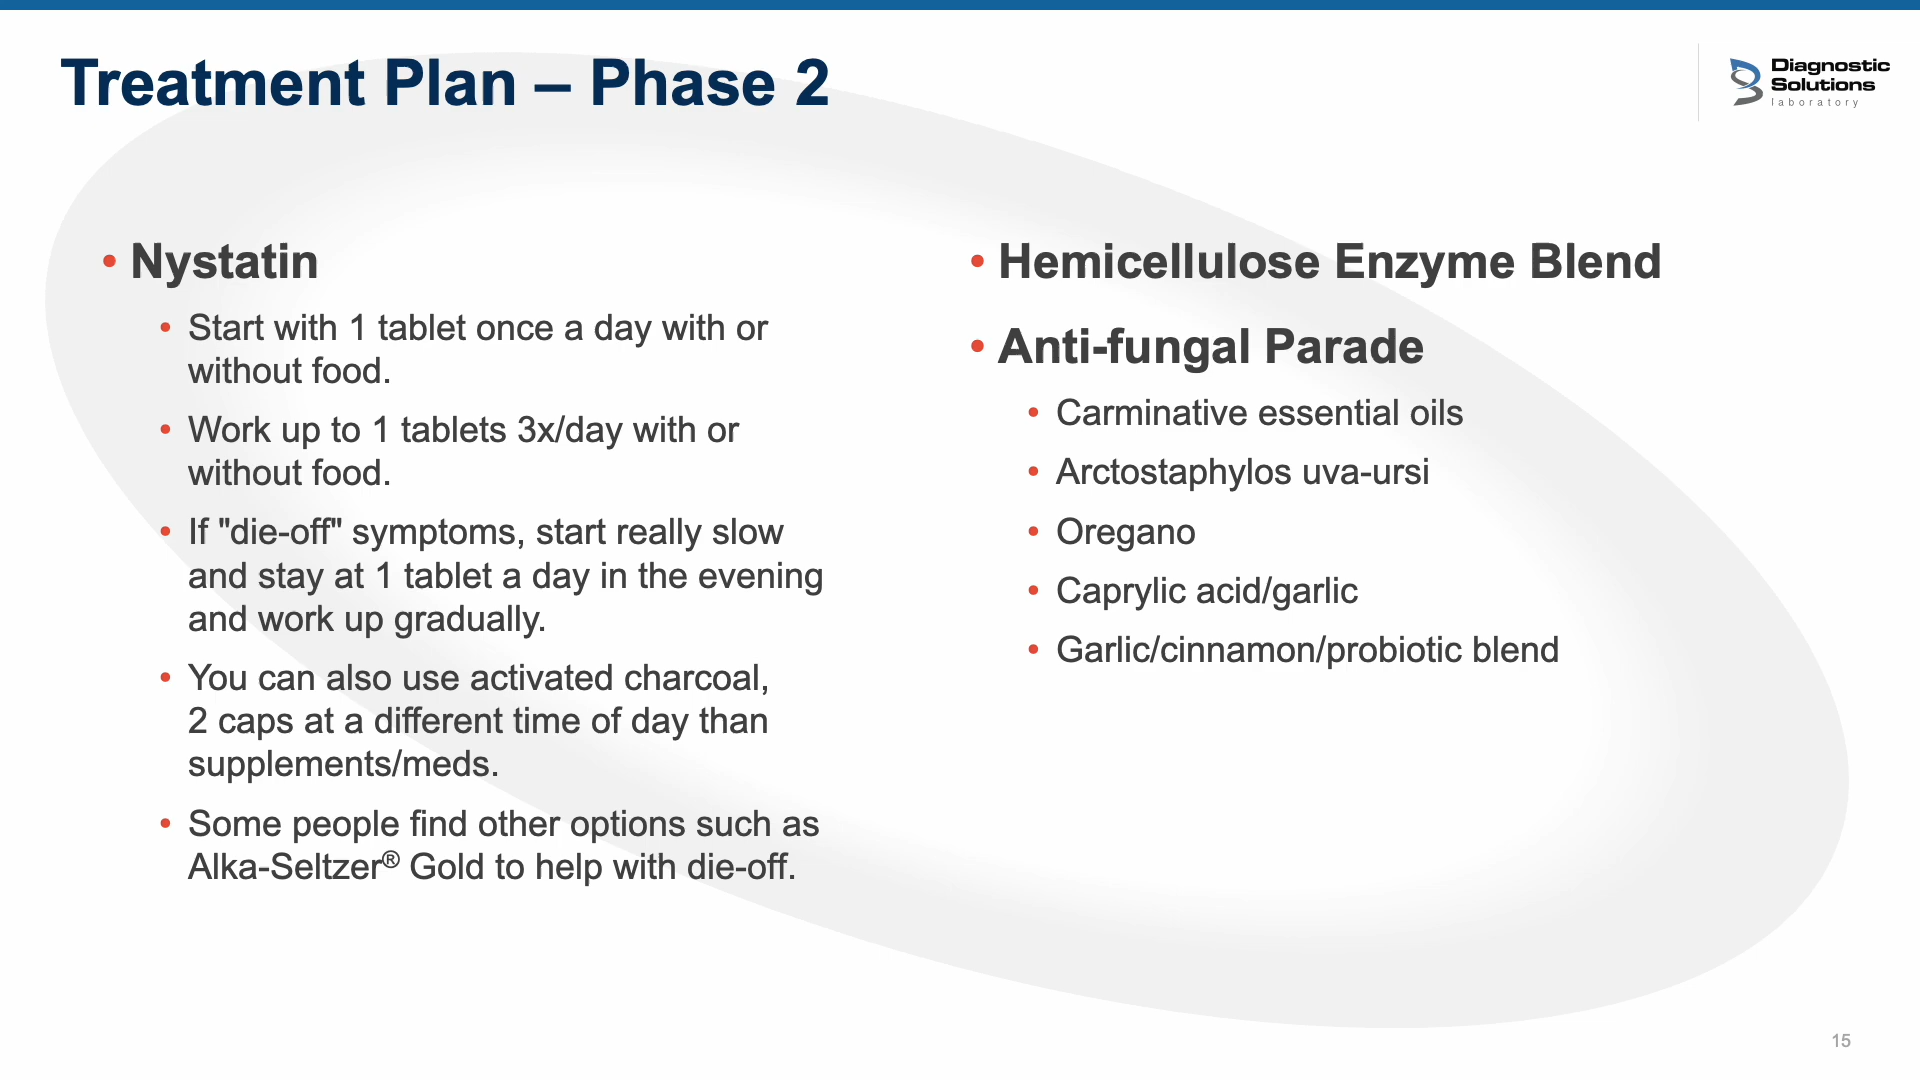 Treatment Plan – Phase 2
Diagnostic
Solutions
laboratory
• Nystatin
• Start with 1 tablet once a day with or
without food.
• Work up to 1 tablets 3x/day with or
without food.
• If "die-off" symptoms, start really slow
and stay at 1 tablet a day in the evening
and work up gradually.
• You can also use activated charcoal,
2 caps at a different time of day than
supplements/meds.
• Some people find other options such as
Alka-Seltzer® Gold to help with die-off.
• Hemicellulose Enzyme Blend
• Anti-fungal Parade
• Carminative essential oils
• Arctostaphylos uva-ursi
• Oregano
• Caprylic acid/garlic
• Garlic/cinnamon/probiotic blend
15